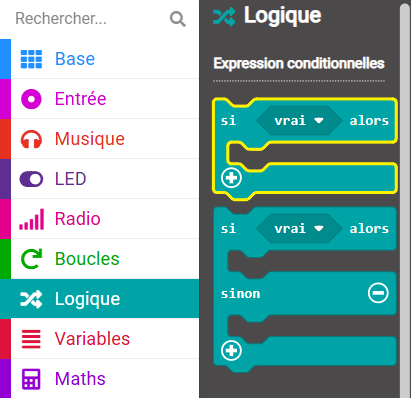 Rechercher...
Base
Entrée
Musique
LED
Radio
Boucles
Logique
Variables
Maths
Logique
Expression conditionnelles
si vrai alors
si vrai alors
sinon